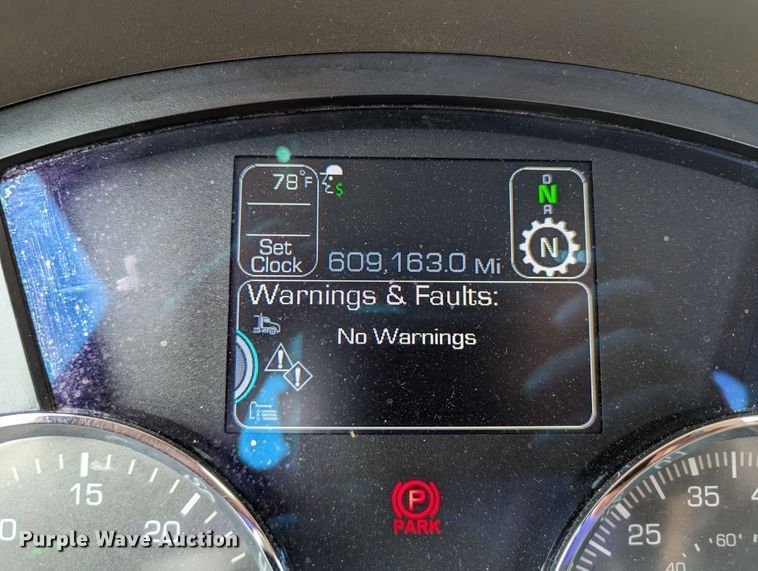 78°F
$
D
N
R
N
Set
Clock
609,163.0 Mi
Warnings & Faults:
No Warnings
P
PARK
15
20
25
35
60
40
Purple Wave Auction